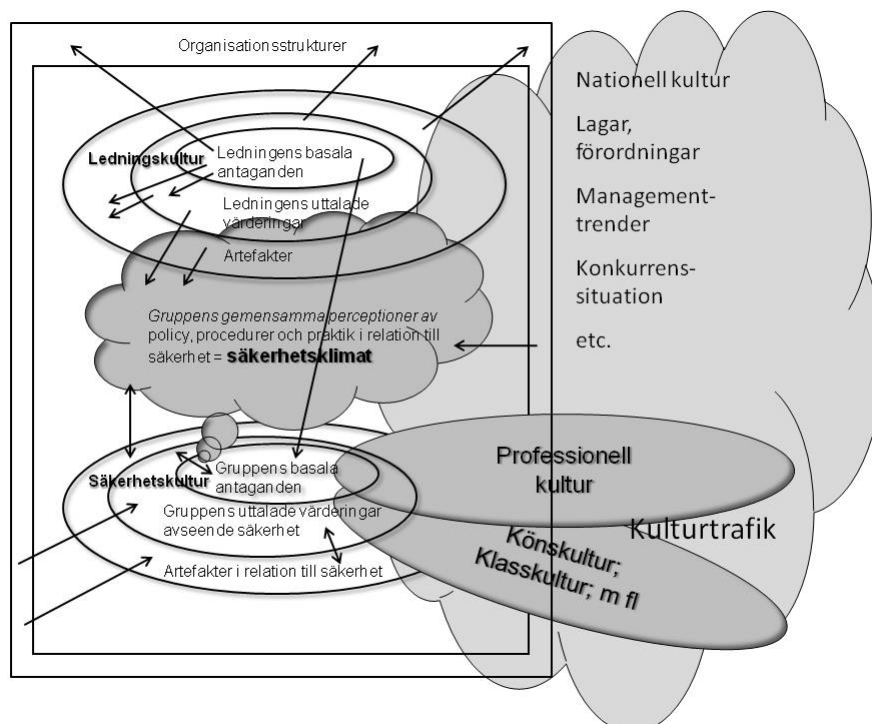 Organisationsstrukturer
Ledningskultur
Ledningens basala
antaganden
Ledningens uttalade
värderingar
Artefakter
Gruppens gemensamma perceptioner av
policy, procedurer och praktik i relation till
säkerhet = säkerhetsklimat
Säkerhetskultur
Gruppens basala
antaganden
Gruppens uttalade värderingar
avseende säkerhet
Artefakter i relation till säkerhet
Nationell kultur
Lagar,
förordningar
Management-
trender
Konkurrens-
situation
etc.
Professionell
kultur
Kulturtrafik
Könskultur;
Klasskultur; m fl